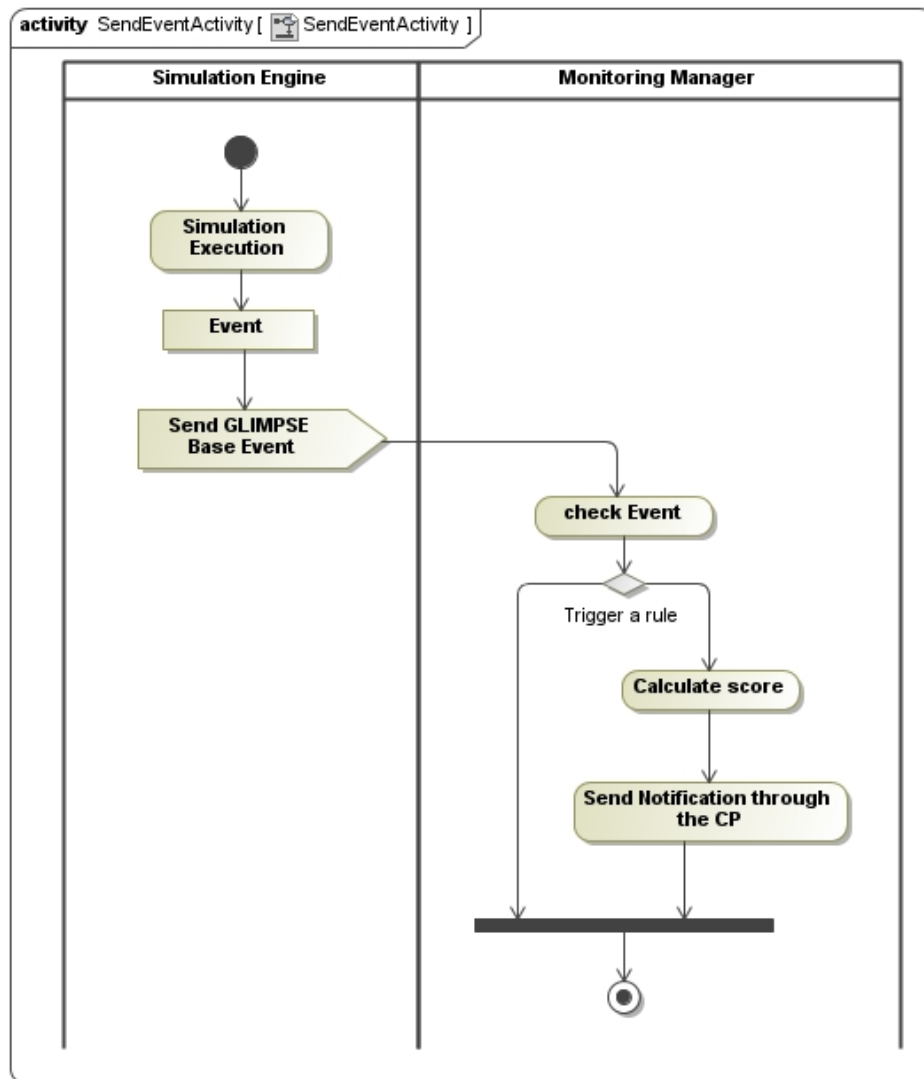 activity SendEventActivity [ SendEventActivity ]
Simulation Engine
Monitoring Manager
Simulation
Execution
Event
Send GLIMPSE
Base Event
check Event
Trigger a rule
Calculate score
Send Notification through
the CP